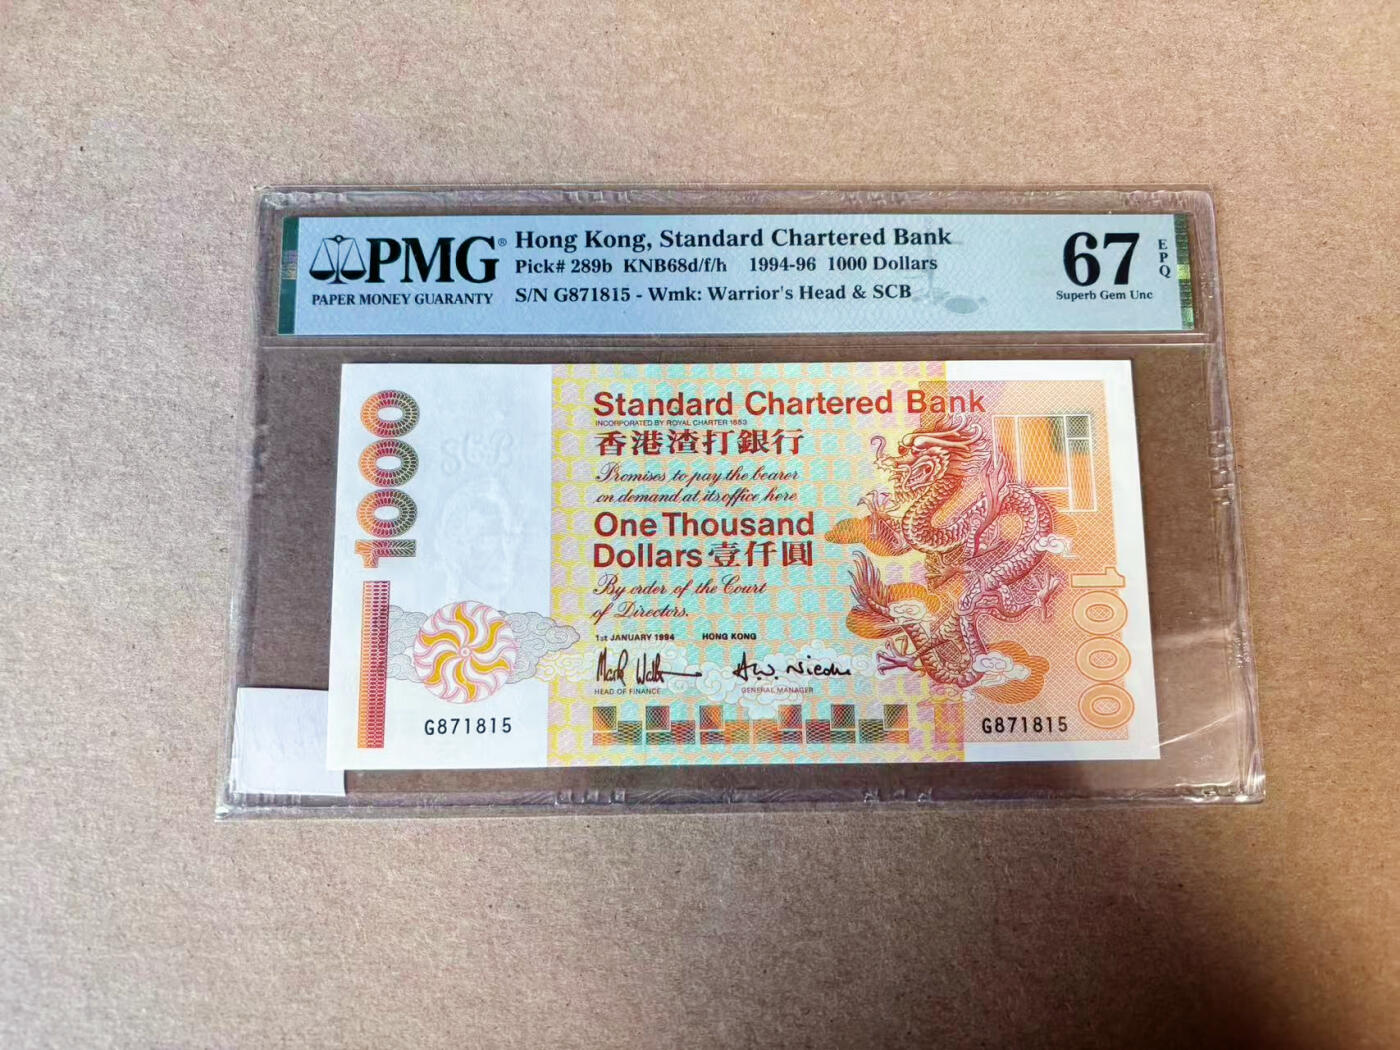 PMG®
PAPER MONEY GUARANTY
Hong Kong, Standard Chartered Bank
Pick# 289b KNB68d/f/h 1994-96 1000 Dollars
S/N G871815 - Wmk: Warrior's Head & SCB
67
EPQ
Superb Gem Unc
1000
SCB
Standard Chartered Bank
INCORPORATED BY ROYAL CHARTER 1853
香港渣打銀行
Promises to pay the bearer
on demand at its office here
One Thousand
Dollars 壹仟圓
By order of the Court
of Directors.
1st JANUARY 1994 HONG KONG
HEAD OF FINANCE GENERAL MANAGER
G871815
G871815
1000